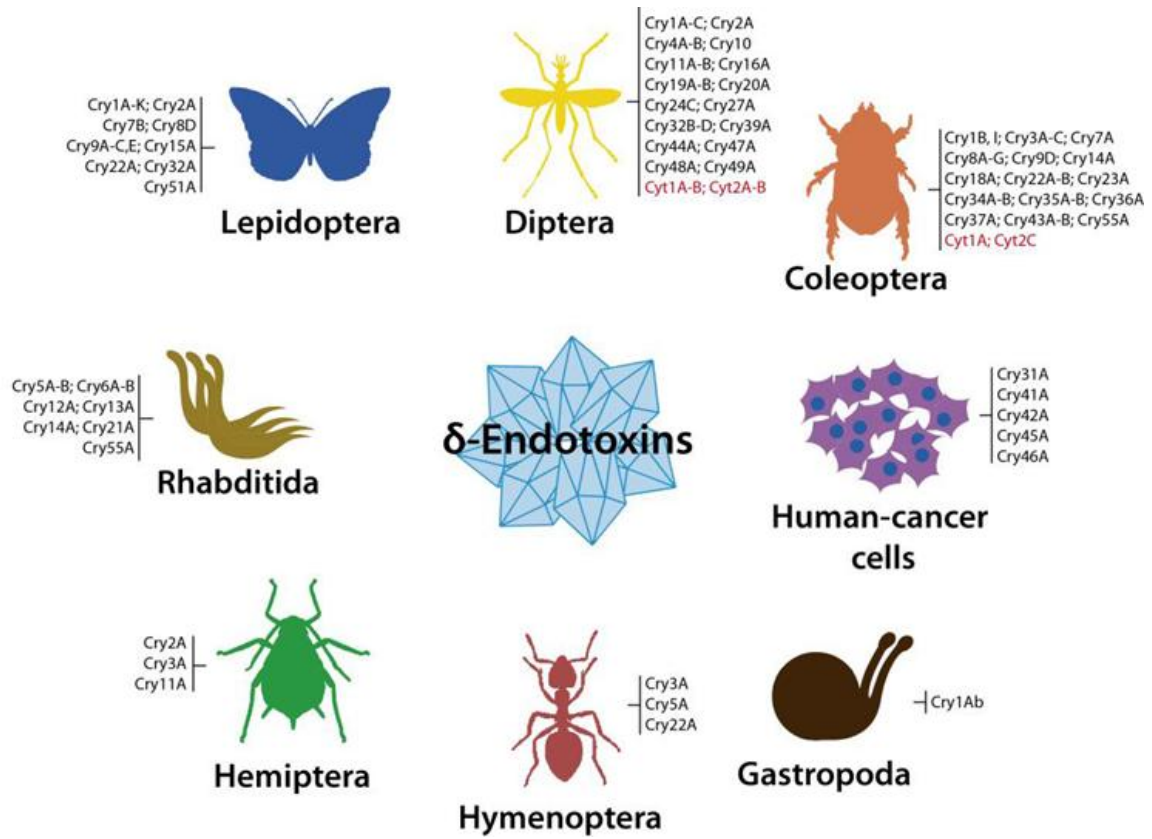 Cry1A-K; Cry2A
Cry7B; Cry8D
Cry9A-C,E; Cry15A
Cry22A; Cry32A
Cry51A
Lepidoptera
Cry1A-C; Cry2A
Cry4A-B; Cry10
Cry11A-B; Cry16A
Cry19A-B; Cry20A
Cry24C; Cry27A
Cry32B-D; Cry39A
Cry44A; Cry47A
Cry48A; Cry49A
Cyt1A-B; Cyt2A-B
Diptera
Cry1B, I; Cry3A-C; Cry7A
Cry8A-G; Cry9D; Cry14A
Cry18A; Cry22A-B; Cry23A
Cry34A-B; Cry35A-B; Cry36A
Cry37A; Cry43A-B; Cry55A
Cyt1A; Cyt2C
Coleoptera
Cry5A-B; Cry6A-B
Cry12A; Cry13A
Cry14A; Cry21A
Cry55A
Rhabditida
δ-Endotoxins
Cry31A
Cry41A
Cry42A
Cry45A
Cry46A
Human-cancer
cells
Cry2A
Cry3A
Cry11A
Hemiptera
Cry3A
Cry5A
Cry22A
Hymenoptera
Cry1Ab
Gastropoda